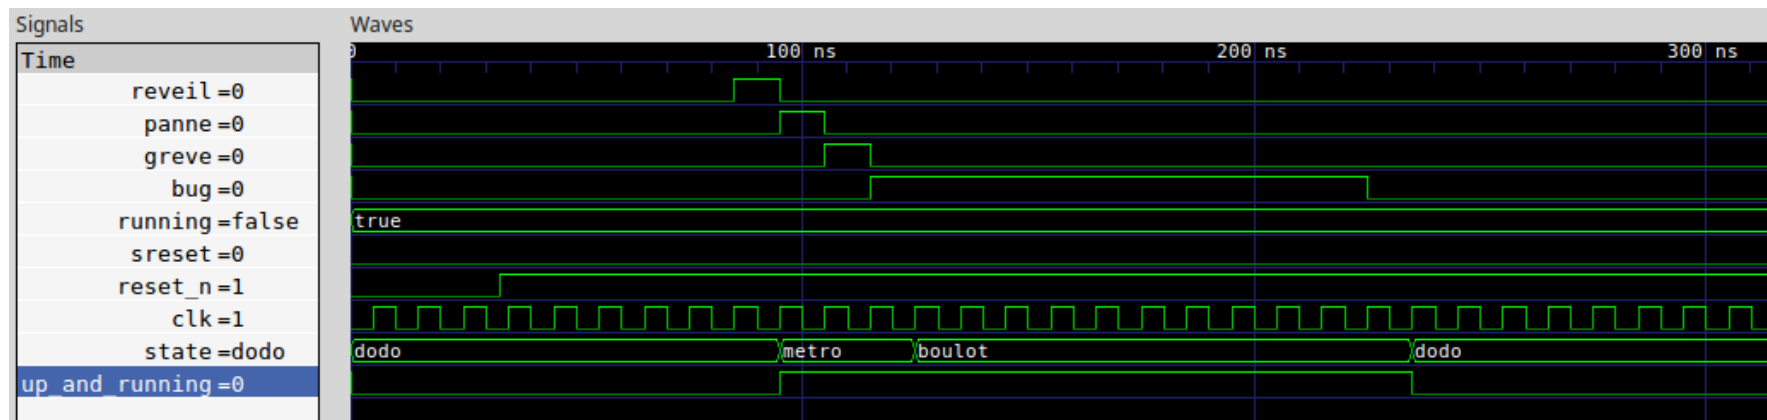 Signals Waves
Time 0 100 ns 200 ns 300 ns
reveil=0
panne=0
greve=0
bug=0
running=false true
sreset=0
reset_n=1
clk=1
state=dodo dodo metro boulot dodo
up_and_running=0